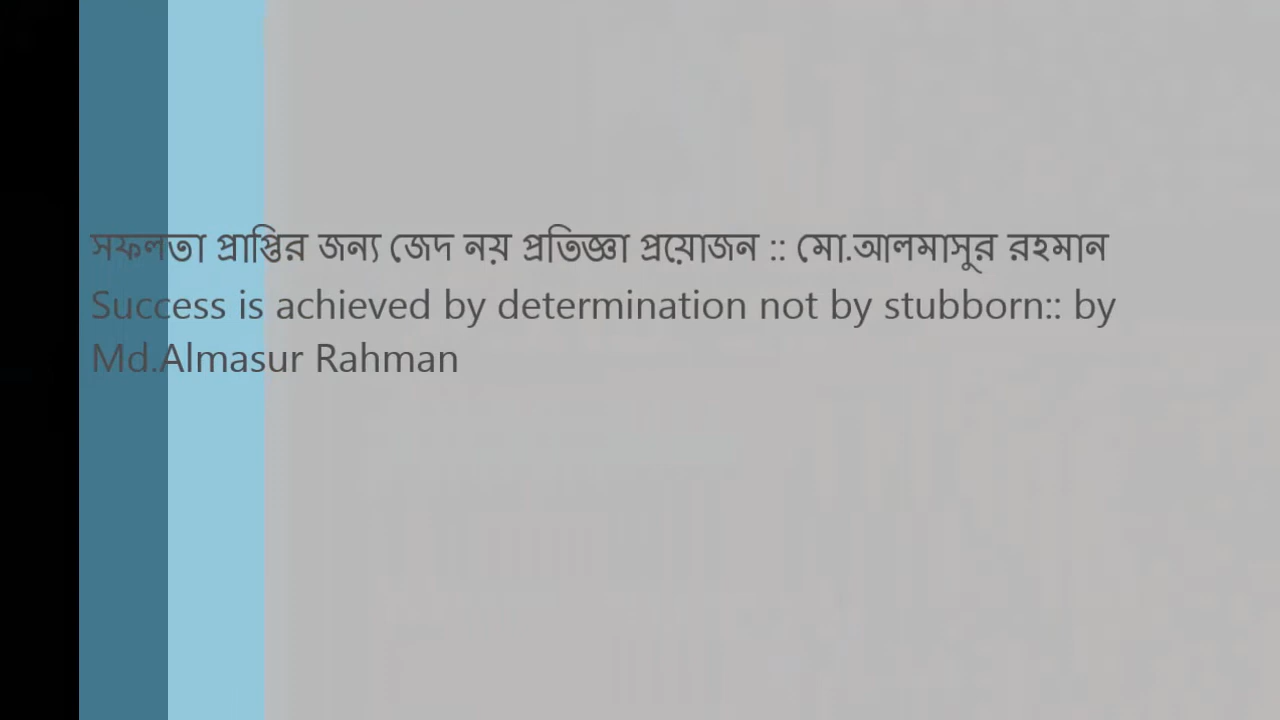 সফলতা প্রাপ্তির জন্য জেদ নয় প্রতিজ্ঞা প্রয়োজন :: মো.আলমাসুর রহমান
Success is achieved by determination not by stubborn:: by
Md.Almasur Rahman